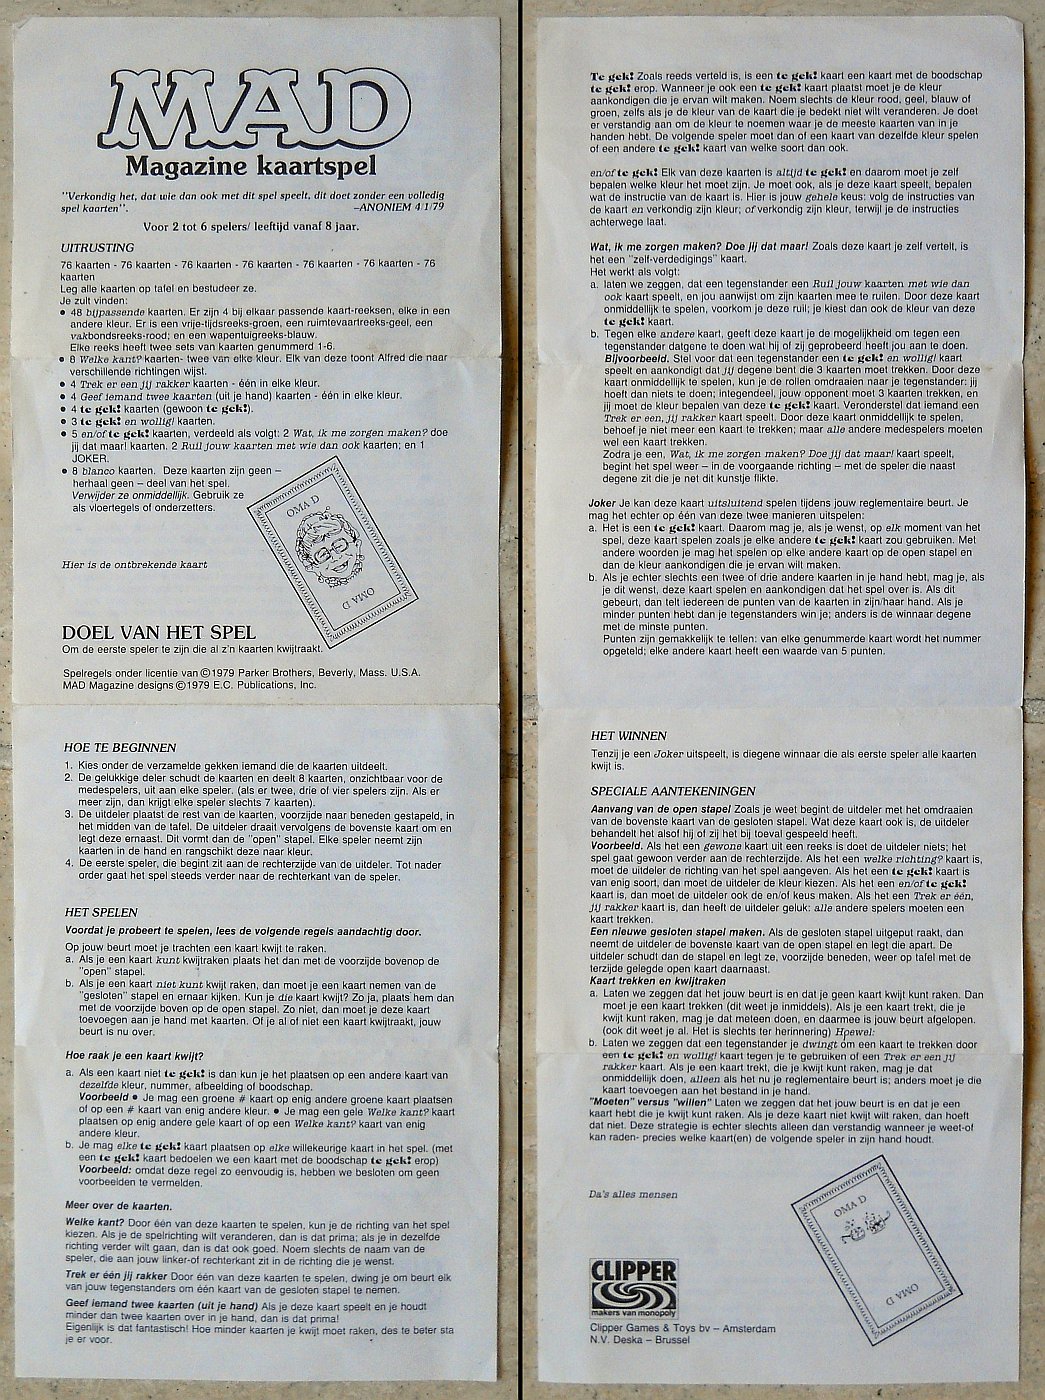 MAD
Magazine kaartspel
"Verkondig het, dat wie dan ook met dit spel speelt, dit doet zonder een volledig
spel kaarten".
–ANONIEM 4/1/79
Voor 2 tot 6 spelers/ leeftijd vanaf 8 jaar.
UITRUSTING
76 kaarten - 76 kaarten - 76 kaarten - 76 kaarten - 76 kaarten - 76 kaarten - 76
kaarten
Leg alle kaarten op tafel en bestudeer ze.
Je zult vinden:
● 48 bijpassende kaarten. Er zijn 4 bij elkaar passende kaart-reeksen, elke in een
andere kleur. Er is een vrije-tijdsreeks-groen, een ruimtevaartreeks-geel, een
vakbondsreeks-rood; en een wapentuigreeks-blauw.
Elke reeks heeft twee sets van kaarten genummerd 1-6.
● 8 Welke kant? kaarten- twee van elke kleur. Elk van deze toont Alfred die naar
verschillende richtingen wijst.
● 4 Trek er een jij rakker kaarten - één in elke kleur.
● 4 Geef iemand twee kaarten (uit je hand) kaarten - één in elke kleur.
● 4 te gek! kaarten (gewoon te gek!).
● 3 te gek! en wollig! kaarten.
● 5 en/of te gek! kaarten, verdeeld als volgt: 2 Wat, ik me zorgen maken? doe
jij dat maar! kaarten. 2 Ruil jouw kaarten met wie dan ook kaarten; en 1
JOKER.
● 8 blanco kaarten. Deze kaarten zijn geen –
herhaal geen – deel van het spel.
Verwijder ze onmiddellijk. Gebruik ze
als vloertegels of onderzetters.
OMA D
OMA D
Hier is de ontbrekende kaart
DOEL VAN HET SPEL
Om de eerste speler te zijn die al z'n kaarten kwijtraakt.
Spelregels onder licentie van ©1979 Parker Brothers, Beverly, Mass. U.S.A.
MAD Magazine designs ©1979 E.C. Publications, Inc.
HOE TE BEGINNEN
1. Kies onder de verzamelde gekken iemand die de kaarten uitdeelt.
2. De gelukkige deler schudt de kaarten en deelt 8 kaarten, onzichtbaar voor de
medespelers, uit aan elke speler. (als er twee, drie of vier spelers zijn. Als er
meer zijn, dan krijgt elke speler slechts 7 kaarten).
3. De uitdeler plaatst de rest van de kaarten, voorzijde naar beneden gestapeld, in
het midden van de tafel. De uitdeler draait vervolgens de bovenste kaart om en
legt deze ernaast. Dit vormt dan de "open" stapel. Elke speler neemt zijn
kaarten in de hand en rangschikt deze naar kleur.
4. De eerste speler, die begint zit aan de rechterzijde van de uitdeler. Tot nader
order gaat het spel steeds verder naar de rechterkant van de speler.
HET SPELEN
Voordat je probeert te spelen, lees de volgende regels aandachtig door.
Op jouw beurt moet je trachten een kaart kwijt te raken.
a. Als je een kaart kunt kwijtraken plaats het dan met de voorzijde bovenop de
"open" stapel.
b. Als je een kaart niet kunt kwijt raken, dan moet je een kaart nemen van de
"gesloten" stapel en ernaar kijken. Kun je die kaart kwijt? Zo ja, plaats hem dan
met de voorzijde boven op de open stapel. Zo niet, dan moet je deze kaart
toevoegen aan je hand met kaarten. Of je al of niet een kaart kwijtraakt, jouw
beurt is nu over.
Hoe raak je een kaart kwijt?
a. Als een kaart niet te gek! is dan kun je het plaatsen op een andere kaart van
dezelfde kleur, nummer, afbeelding of boodschap.
Voorbeeld ● Je mag een groene # kaart op enig andere groene kaart plaatsen
of op een # kaart van enig andere kleur. ● Je mag een gele Welke kant? kaart
plaatsen op enig andere gele kaart of op een Welke kant? kaart van enig
andere kleur.
b. Je mag elke te gek! kaart plaatsen op elke willekeurige kaart in het spel. (met
een te gek! kaart bedoelen we een kaart met de boodschap te gek! erop)
Voorbeeld: omdat deze regel zo eenvoudig is, hebben we besloten om geen
voorbeelden te vermelden.
Meer over de kaarten.
Welke kant? Door één van deze kaarten te spelen, kun je de richting van het spel
kiezen. Als je de spelrichting wilt veranderen, dan is dat prima; als je in dezelfde
richting verder wilt gaan, dan is dat ook goed. Noem slechts de naam van de
speler, die aan jouw linker-of rechterkant zit in de richting die je wenst.
Trek er één jij rakker Door één van deze kaarten te spelen, dwing je om beurt elk
van jouw tegenstanders om één kaart van de gesloten stapel te nemen.
Geef iemand twee kaarten (uit je hand) Als je deze kaart speelt en je houdt
minder dan twee kaarten over in je hand, dan is dat prima!
Eigenlijk is dat fantastisch! Hoe minder kaarten je kwijt moet raken, des te beter sta
je er voor.
Te gek! Zoals reeds verteld is, is een te gek! kaart een kaart met de boodschap
te gek! erop. Wanneer je ook een te gek! kaart plaatst moet je de kleur
aankondigen die je ervan wilt maken. Noem slechts de kleur rood, geel, blauw of
groen, zelfs als je de kleur van de kaart die je bedekt niet wilt veranderen. Je doet
er verstandig aan om de kleur te noemen waar je de meeste kaarten van in je
handen hebt. De volgende speler moet dan of een kaart van dezelfde kleur spelen
of een andere te gek! kaart van welke soort dan ook.
en/of te gek! Elk van deze kaarten is altijd te gek! en daarom moet je zelf
bepalen welke kleur het moet zijn. Je moet ook, als je deze kaart speelt, bepalen
wat de instructie van de kaart is. Hier is jouw gehele keus: volg de instructies van
de kaart en verkondig zijn kleur; of verkondig zijn kleur, terwijl je de instructies
achterwege laat.
Wat, ik me zorgen maken? Doe jij dat maar! Zoals deze kaart je zelf vertelt, is
het een "zelf-verdedigings" kaart.
Het werkt als volgt:
a. laten we zeggen, dat een tegenstander een Ruil jouw kaarten met wie dan
ook kaart speelt, en jou aanwijst om zijn kaarten mee te ruilen. Door deze kaart
onmiddellijk te spelen, voorkom je deze ruil; je kiest dan ook de kleur van deze
te gek! kaart.
b. Tegen elke andere kaart, geeft deze kaart je de mogelijkheid om tegen een
tegenstander datgene te doen wat hij of zij geprobeerd heeft jou aan te doen.
Bijvoorbeeld. Stel voor dat een tegenstander een te gek! en wollig! kaart
speelt en aankondigt dat jij degene bent die 3 kaarten moet trekken. Door deze
kaart onmiddellijk te spelen, kun je de rollen omdraaien naar je tegenstander: jij
hoeft dan niets te doen; integendeel, jouw opponent moet 3 kaarten trekken, en
jij moet de kleur bepalen van deze te gek! kaart. Veronderstel dat iemand een
Trek er een, jij rakker kaart speelt. Door deze kaart onmiddellijk te spelen,
behoef je niet meer een kaart te trekken; maar alle andere medespelers moeten
wel een kaart trekken.
Zodra je een, Wat, ik me zorgen maken? Doe jij dat maar! kaart speelt,
begint het spel weer – in de voorgaande richting – met de speler die naast
degene zit die je net dit kunstje flikte.
Joker Je kan deze kaart uitsluitend spelen tijdens jouw reglementaire beurt. Je
mag het echter op één van deze twee manieren uitspelen:
a. Het is een te gek! kaart. Daarom mag je, als je wenst, op elk moment van het
spel, deze kaart spelen zoals je elke andere te gek! kaart zou gebruiken. Met
andere woorden je mag het spelen op elke andere kaart op de open stapel en
dan de kleur aankondigen die je ervan wilt maken.
b. Als je echter slechts een twee of drie andere kaarten in je hand hebt, mag je, als
je dit wenst, deze kaart spelen en aankondigen dat het spel over is. Als dit
gebeurt, dan telt iedereen de punten van de kaarten in zijn/haar hand. Als je
minder punten hebt dan je tegenstanders win je; anders is de winnaar degene
met de minste punten.
Punten zijn gemakkelijk te tellen: van elke genummerde kaart wordt het nummer
opgeteld; elke andere kaart heeft een waarde van 5 punten.
HET WINNEN
Tenzij je een Joker uitspeelt, is diegene winnaar die als eerste speler alle kaarten
kwijt is.
SPECIALE AANTEKENINGEN
Aanvang van de open stapel Zoals je weet begint de uitdeler met het omdraaien
van de bovenste kaart van de gesloten stapel. Wat deze kaart ook is, de uitdeler
behandelt het alsof hij of zij het bij toeval gespeeld heeft.
Voorbeeld. Als het een gewone kaart uit een reeks is doet de uitdeler niets; het
spel gaat gewoon verder aan de rechterzijde. Als het een welke richting? kaart is,
moet de uitdeler de richting van het spel aangeven. Als het een te gek! kaart is
van enig soort, dan moet de uitdeler de kleur kiezen. Als het een en/of te gek!
kaart is, dan moet de uitdeler ook de en/of keus maken. Als het een Trek er één,
jij rakker kaart is, dan heeft de uitdeler geluk: alle andere spelers moeten een
kaart trekken.
Een nieuwe gesloten stapel maken. Als de gesloten stapel uitgeput raakt, dan
neemt de uitdeler de bovenste kaart van de open stapel en legt die apart. De
uitdeler schudt dan de stapel en legt ze, voorzijde beneden, weer op tafel met de
terzijde gelegde open kaart daarnaast.
Kaart trekken en kwijtraken
a. Laten we zeggen dat het jouw beurt is en dat je geen kaart kwijt kunt raken. Dan
moet je een kaart trekken (dit weet je inmiddels). Als je een kaart trekt, die je
kwijt kunt raken, mag je dat meteen doen, en daarmee is jouw beurt afgelopen.
(ook dit weet je al. Het is slechts ter herinnering) Hoewel:
b. Laten we zeggen dat een tegenstander je dwingt om een kaart te trekken door
een te gek! en wollig! kaart tegen je te gebruiken of een Trek er een jij
rakker kaart. Als je een kaart trekt, die je kwijt kunt raken, mag je dat
onmiddellijk doen, alleen als het nu je reglementaire beurt is; anders moet je die
kaart toevoegen aan het bestand in je hand.
"Moeten" versus "willen" Laten we zeggen dat het jouw beurt is en dat je een
kaart hebt die je kwijt kunt raken. Als je deze kaart niet kwijt wilt raken, dan hoeft
dat niet. Deze strategie is echter slechts alleen dan verstandig wanneer je weet-of
kan raden- precies welke kaart(en) de volgende speler in zijn hand houdt.
Da's alles mensen
OMA D
OMA D
CLIPPER
makers van monopoly
Clipper Games & Toys bv – Amsterdam
N.V. Deska – Brussel